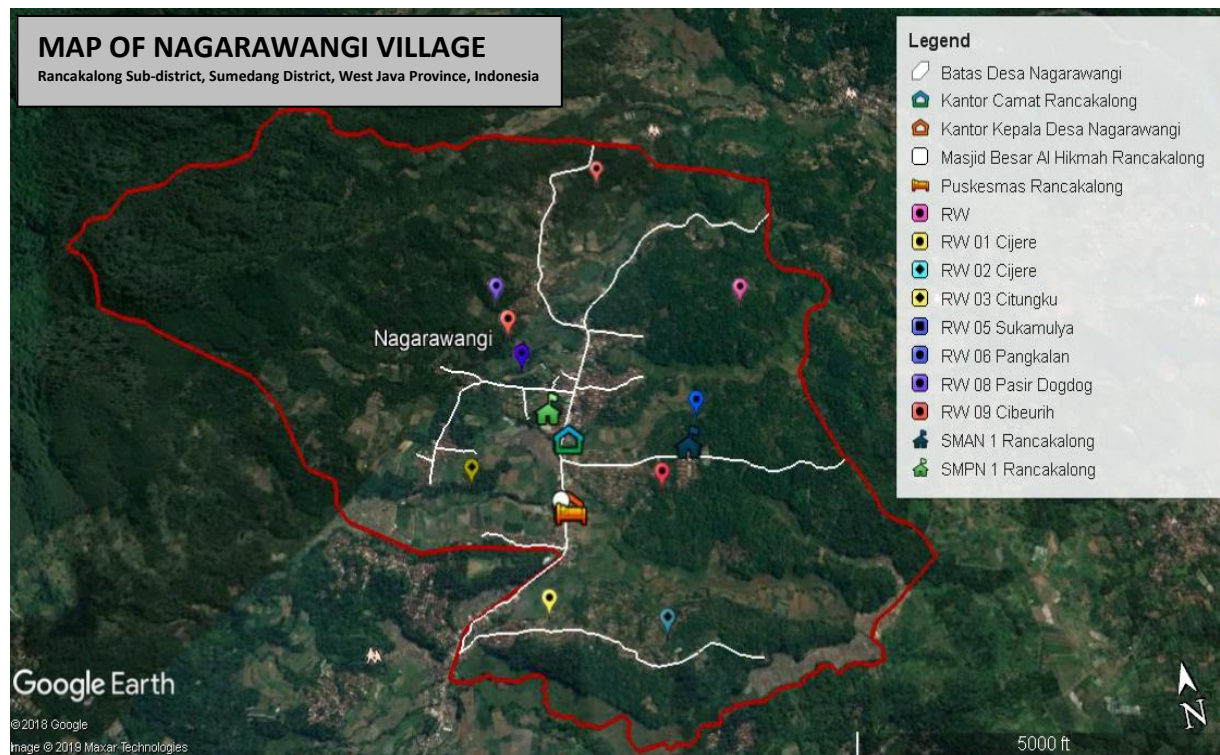 MAP OF NAGARAWANGI VILLAGE
Rancakalong Sub-district, Sumedang District, West Java Province, Indonesia
Legend
Batas Desa Nagarawangi
Kantor Camat Rancakalong
Kantor Kepala Desa Nagarawangi
Masjid Besar Al Hikmah Rancakalong
Puskesmas Rancakalong
RW
RW 01 Cijere
RW 02 Cijere
RW 03 Citungku
RW 05 Sukamulya
RW 06 Pangkalan
RW 08 Pasir Dogdog
RW 09 Cibeurih
SMAN 1 Rancakalong
SMPN 1 Rancakalong
Nagarawangi
Google Earth
©2018 Google
Image © 2019 Maxar Technologies
5000 ft
N